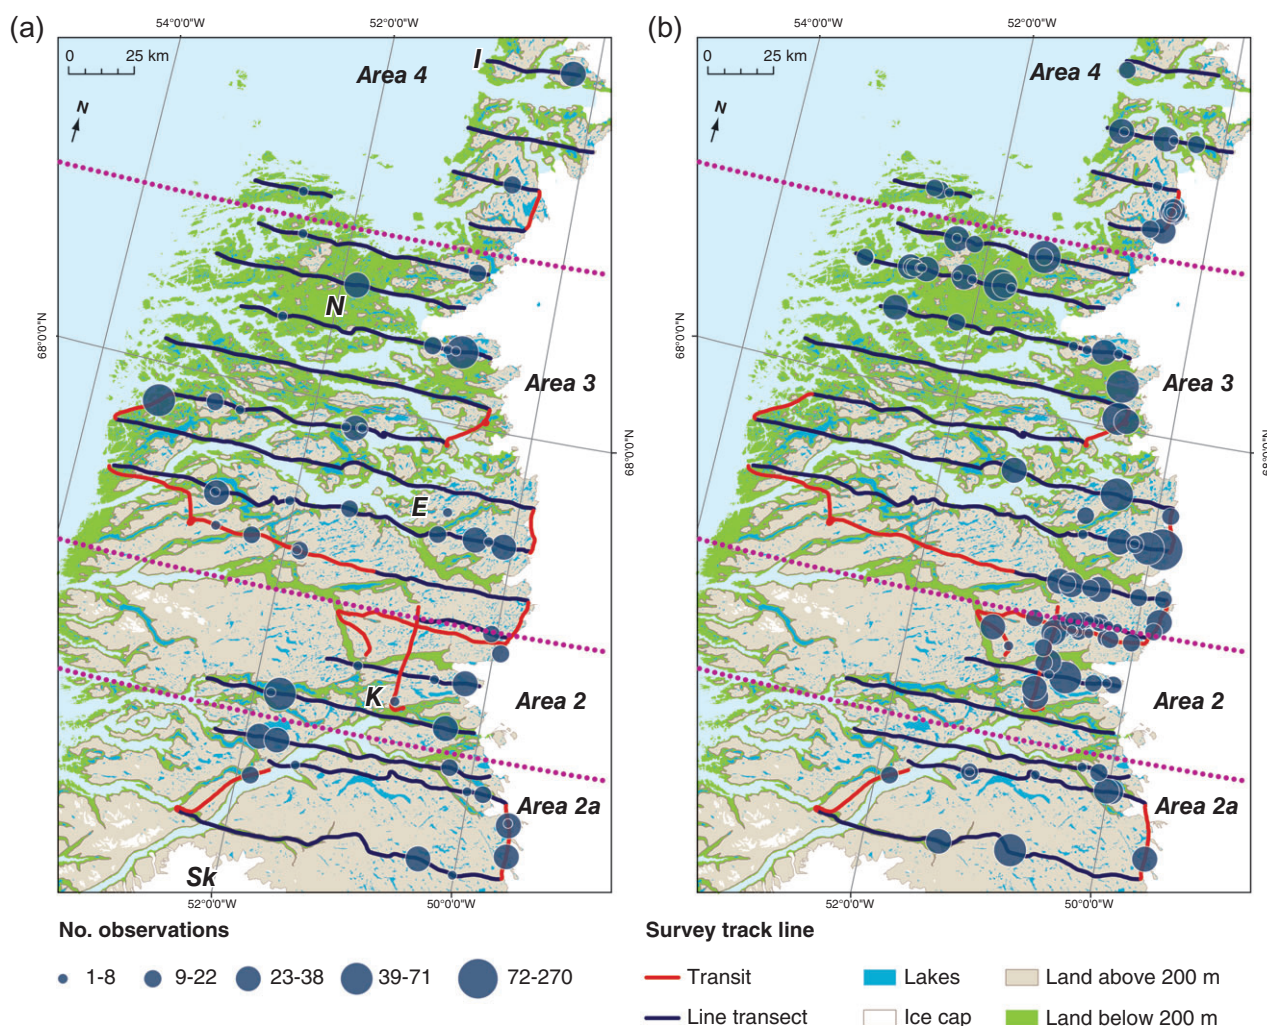 (a)
54°0'0"W
52°0'0"W
0
25 km
N
Area 4
I
68°0'0"N
N
Area 3
68°0'0"N
E
K
Area 2
Area 2a
Sk
52°0'0"W
50°0'0"W
(b)
54°0'0"W
52°0'0"W
0
25 km
N
Area 4
68°0'0"N
Area 3
68°0'0"N
Area 2
Area 2a
52°0'0"W
50°0'0"W
No. observations
1-8
9-22
23-38
39-71
72-270
Survey track line
Transit
Lakes
Land above 200 m
Line transect
Ice cap
Land below 200 m